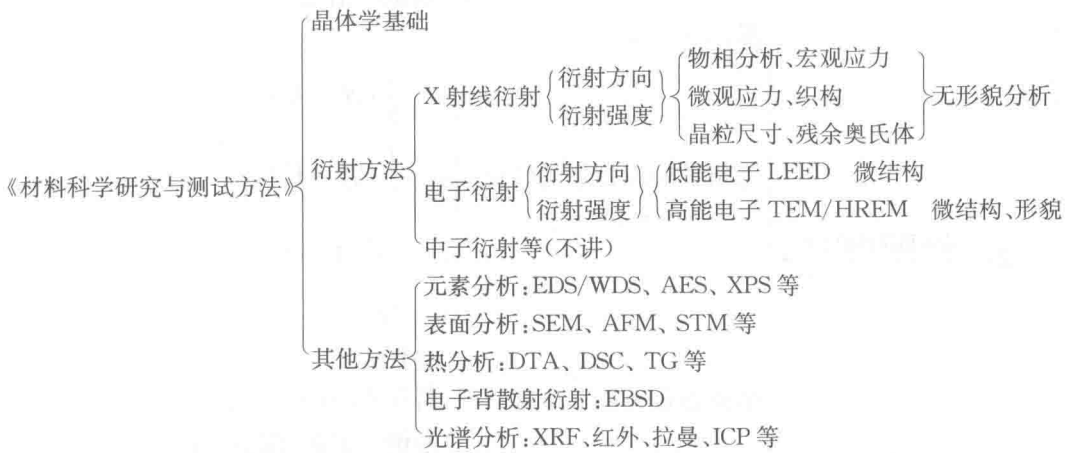 晶体学基础
物相分析、宏观应力
衍射方向
X 射线衍射
微观应力、织构
无形貌分析
衍射强度
晶粒尺寸、残余奥氏体
衍射方法
衍射方向
低能电子 LEED 微结构
《材料科学研究与测试方法》
电子衍射
衍射强度
高能电子 TEM/HREM 微结构、形貌
中子衍射等(不讲)
元素分析:EDS/WDS、AES、XPS 等
表面分析:SEM、AFM、STM 等
其他方法
热分析:DTA、DSC、TG 等
电子背散射衍射:EBSD
光谱分析:XRF、红外、拉曼、ICP 等